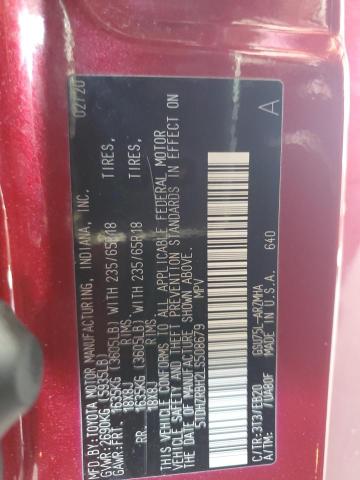 MFD. BY: TOYOTA MOTOR MANUFACTURING, INDIANA, INC. 02/20
GVWR: 2690KG (5935LB)
GAWR: FRT. 1635KG (3605LB) WITH 235/65R18 TIRES,
18X8J RIMS,
RR. 1635KG (3605LB) WITH 235/65R18 TIRES,
18X8J RIMS,
THIS VEHICLE CONFORMS TO ALL APPLICABLE FEDERAL MOTOR
VEHICLE SAFETY AND THEFT PREVENTION STANDARDS IN EFFECT ON
THE DATE OF MANUFACTURE SHOWN ABOVE.
5TDHZRBH2LS508679 MPV
A
C/TR: 3T3/EB20 GSU75L-ARZMHA
/UA80F MADE IN U.S.A. 640